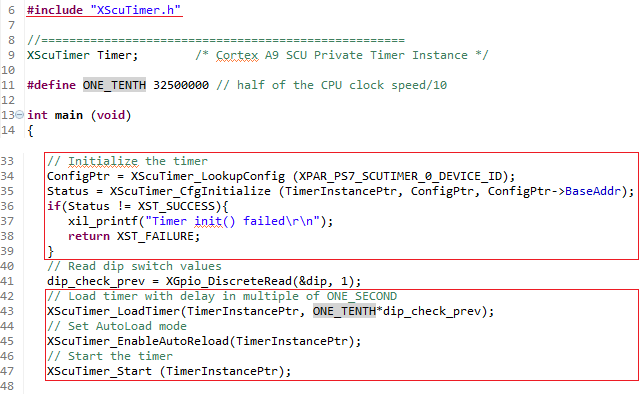 6 #include "XScuTimer.h"
7
8 //====================================================
9 XScuTimer Timer; /* Cortex A9 SCU Private Timer Instance */
10
11 #define ONE_TENTH 32500000 // half of the CPU clock speed/10
12
13 int main (void)
14 {
33 // Initialize the timer
34 ConfigPtr = XScuTimer_LookupConfig (XPAR_PS7_SCUTIMER_0_DEVICE_ID);
35 Status = XScuTimer_CfgInitialize (TimerInstancePtr, ConfigPtr, ConfigPtr->BaseAddr);
36 if(Status != XST_SUCCESS){
37 xil_printf("Timer init() failed\r\n");
38 return XST_FAILURE;
39 }
40 // Read dip switch values
41 dip_check_prev = XGpio_DiscreteRead(&dip, 1);
42 // Load timer with delay in multiple of ONE_SECOND
43 XScuTimer_LoadTimer(TimerInstancePtr, ONE_TENTH*dip_check_prev);
44 // Set AutoLoad mode
45 XScuTimer_EnableAutoReload(TimerInstancePtr);
46 // Start the timer
47 XScuTimer_Start (TimerInstancePtr);
48